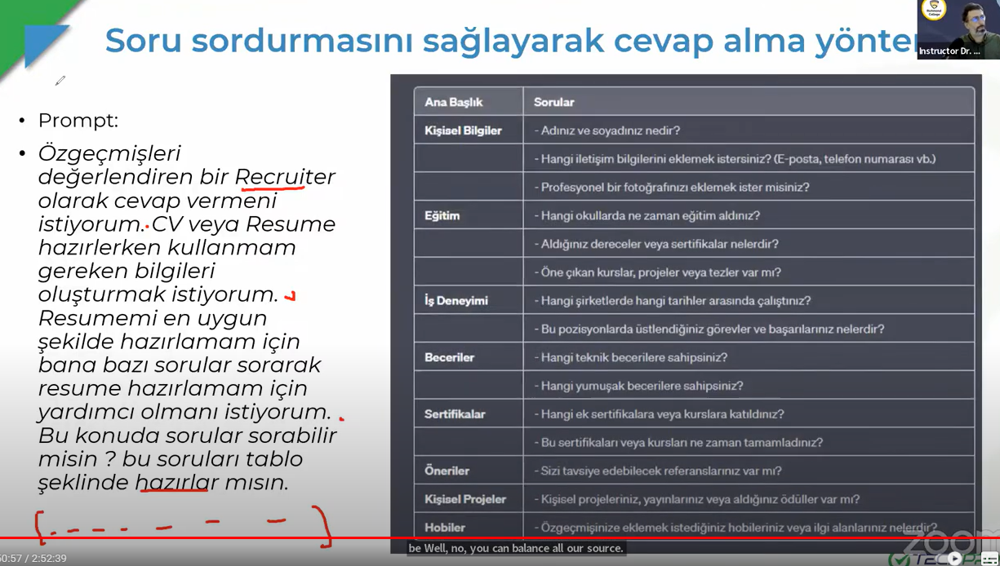 Soru sordurmasını sağlayarak cevap alma yönte
Richmond
College
Instructor Dr. ...
• Prompt:
• Özgeçmişleri
değerlendiren bir Recruiter
olarak cevap vermeni
istiyorum. CV veya Resume
hazırlerken kullanmam
gereken bilgileri
oluşturmak istiyorum.
Resumemi en uygun
şekilde hazırlamam için
bana bazı sorular sorarak
resume hazırlamam için
yardımcı olmanı istiyorum.
Bu konuda sorular sorabilir
misin ? bu soruları tablo
şeklinde hazırlar mısın.
Ana Başlık Sorular
Kişisel Bilgiler - Adınız ve soyadınız nedir?
- Hangi iletişim bilgilerini eklemek istersiniz? (E-posta, telefon numarası vb.)
- Profesyonel bir fotoğrafınızı eklemek ister misiniz?
Eğitim - Hangi okullarda ne zaman eğitim aldınız?
- Aldığınız dereceler veya sertifikalar nelerdir?
- Öne çıkan kurslar, projeler veya tezler var mı?
İş Deneyimi - Hangi şirketlerde hangi tarihler arasında çalıştınız?
- Bu pozisyonlarda üstlendiğiniz görevler ve başarılarınız nelerdir?
Beceriler - Hangi teknik becerilere sahipsiniz?
- Hangi yumuşak becerilere sahipsiniz?
Sertifikalar - Hangi ek sertifikalara veya kurslara katıldınız?
- Bu sertifikaları veya kursları ne zaman tamamladınız?
Öneriler - Sizi tavsiye edebilecek referanslarınız var mı?
Kişisel Projeler - Kişisel projeleriniz, yayınlarınız veya aldığınız ödüller var mı?
Hobiler - Özgeçmişinize eklemek istediğiniz hobileriniz veya ilgi alanlarınız nelerdir?
zoom
be Well, no, you can balance all our source.
0:57 / 2:52:39